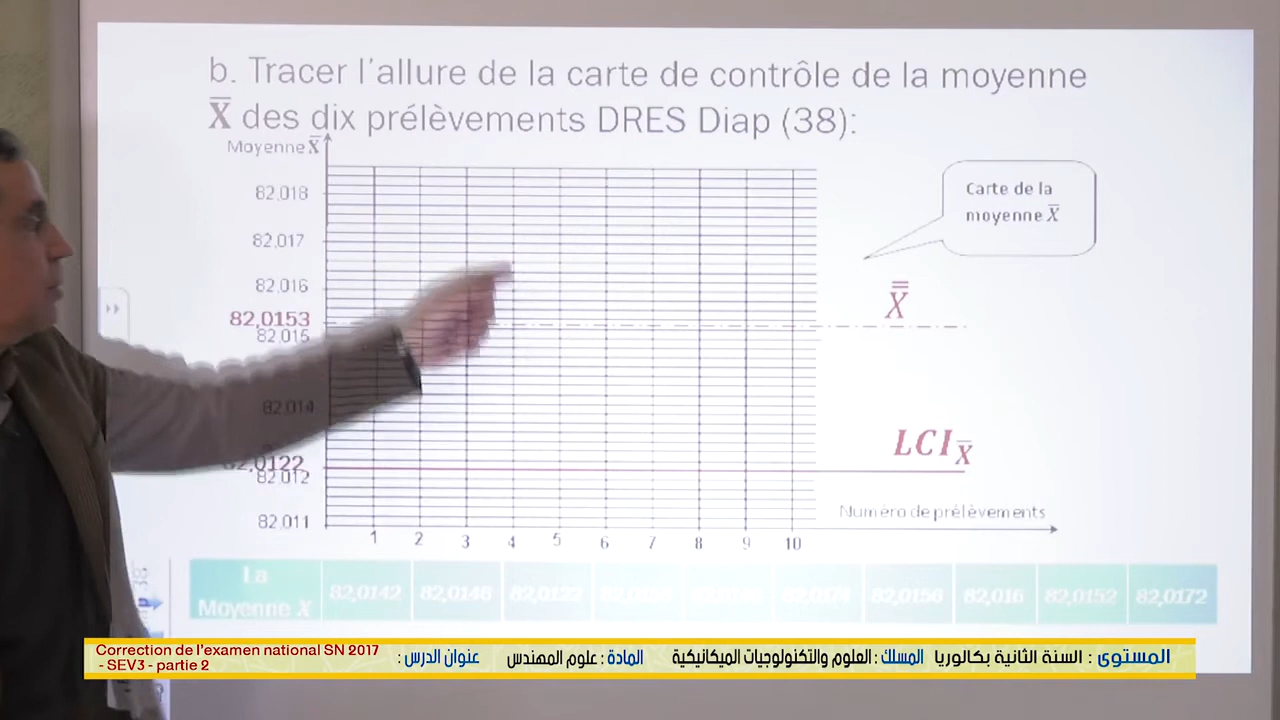 b. Tracer l'allure de la carte de contrôle de la moyenne
X̅ des dix prélèvements DRES Diap (38):
Moyenne X̅
82,018
82,017
82,016
82,0153
82,015
82,014
82,0122
82,012
82,011
1 2 3 4 5 6 7 8 9 10
Carte de la
moyenne X̅
X̿
LCI X̅
Numéro de prélèvements
La
Moyenne X
82,0142 82,0148 82,0122 82,0156 82,016 82,0152 82,0172
Correction de l'examen national SN 2017
- SEV3 - partie 2
المستوى : السنة الثانية بكالوريا المسلك : العلوم والتكنولوجيات الميكانيكية المادة : علوم المهندس عنوان الدرس :